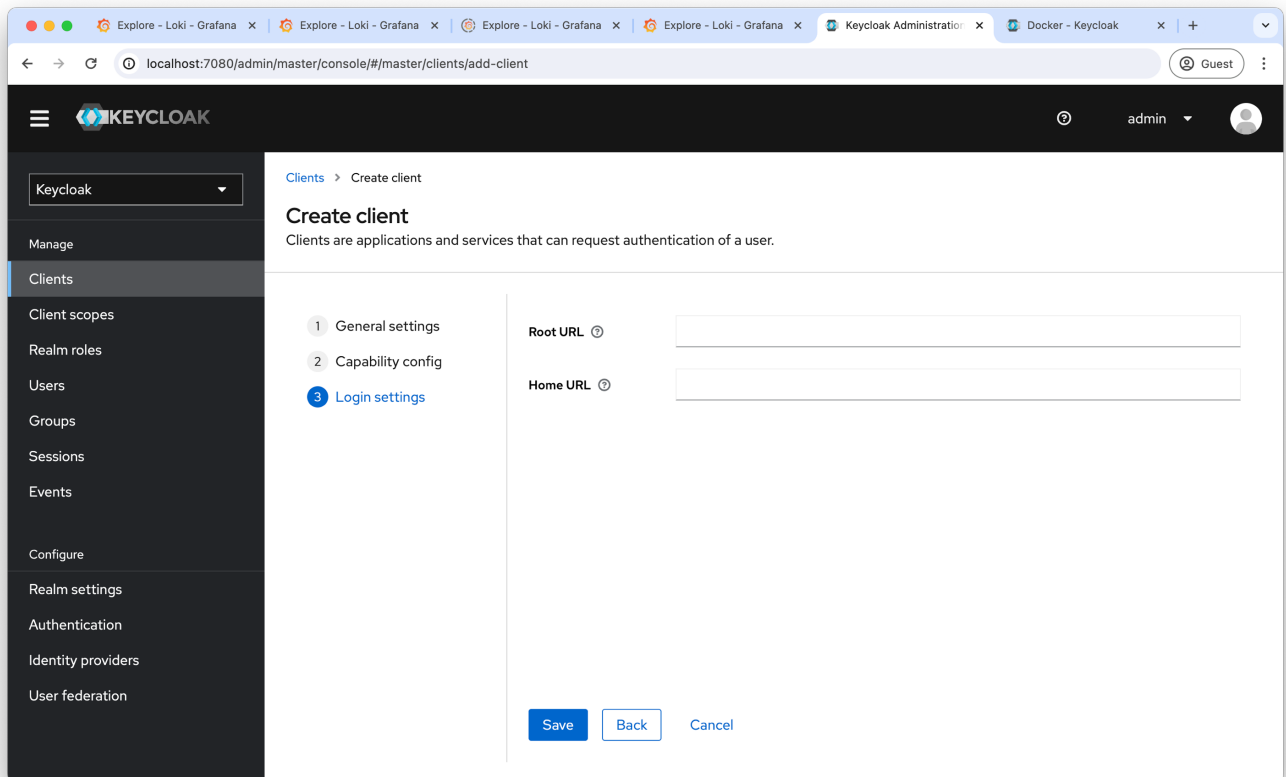 Explore - Loki - Grafana
Explore - Loki - Grafana
Explore - Loki - Grafana
Explore - Loki - Grafana
Keycloak Administration
Docker - Keycloak
localhost:7080/admin/master/console/#/master/clients/add-client
Guest
KEYCLOAK
admin
Keycloak
Manage
Clients
Client scopes
Realm roles
Users
Groups
Sessions
Events
Configure
Realm settings
Authentication
Identity providers
User federation
Clients > Create client
Create client
Clients are applications and services that can request authentication of a user.
1 General settings
2 Capability config
3 Login settings
Root URL
Home URL
Save Back Cancel